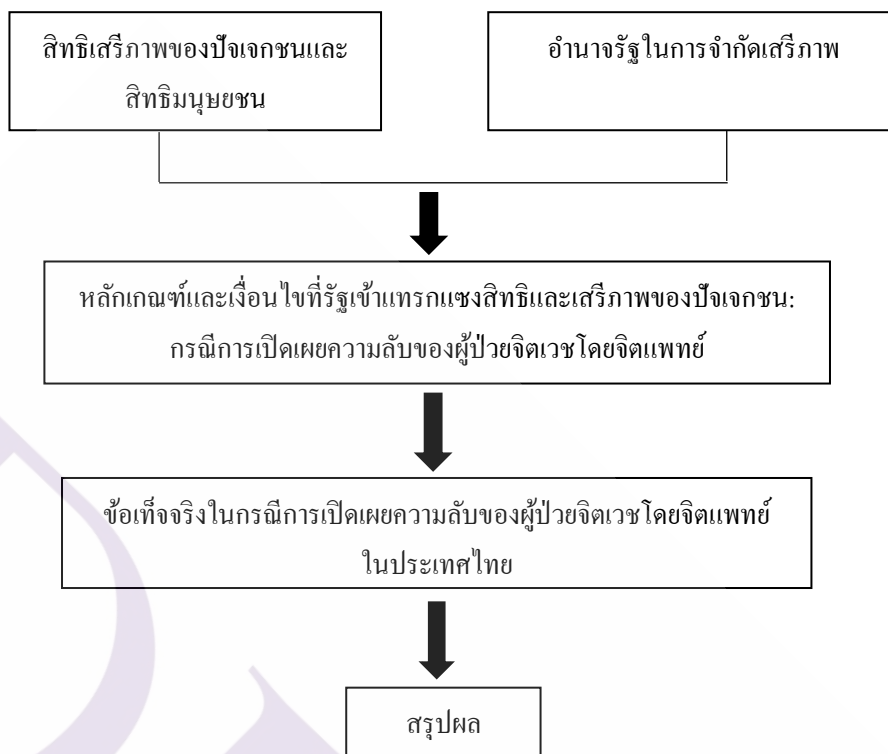 สิทธิเสรีภาพของปัจเจกชนและ
สิทธิมนุษยชน
อำนาจรัฐในการจำกัดเสรีภาพ
หลักเกณฑ์และเงื่อนไขที่รัฐเข้าแทรกแซงสิทธิและเสรีภาพของปัจเจกชน:
กรณีการเปิดเผยความลับของผู้ป่วยจิตเวชโดยจิตแพทย์
ข้อเท็จจริงในกรณีการเปิดเผยความลับของผู้ป่วยจิตเวชโดยจิตแพทย์
ในประเทศไทย
สรุปผล